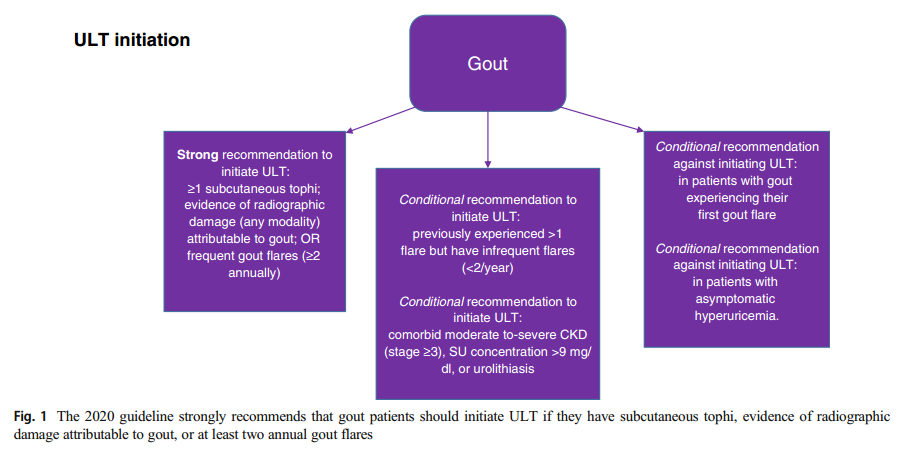 ULT initiation
Gout
Strong recommendation to
initiate ULT:
≥1 subcutaneous tophi;
evidence of radiographic
damage (any modality)
attributable to gout; OR
frequent gout flares (≥2
annually)
Conditional recommendation to
initiate ULT:
previously experienced >1
flare but have infrequent flares
(<2/year)
Conditional recommendation to
initiate ULT:
comorbid moderate to-severe CKD
(stage ≥3), SU concentration >9 mg/
dl, or urolithiasis
Conditional recommendation
against initiating ULT:
in patients with gout
experiencing their
first gout flare
Conditional recommendation
against initiating ULT:
in patients with
asymptomatic
hyperuricemia.
Fig. 1 The 2020 guideline strongly recommends that gout patients should initiate ULT if they have subcutaneous tophi, evidence of radiographic
damage attributable to gout, or at least two annual gout flares